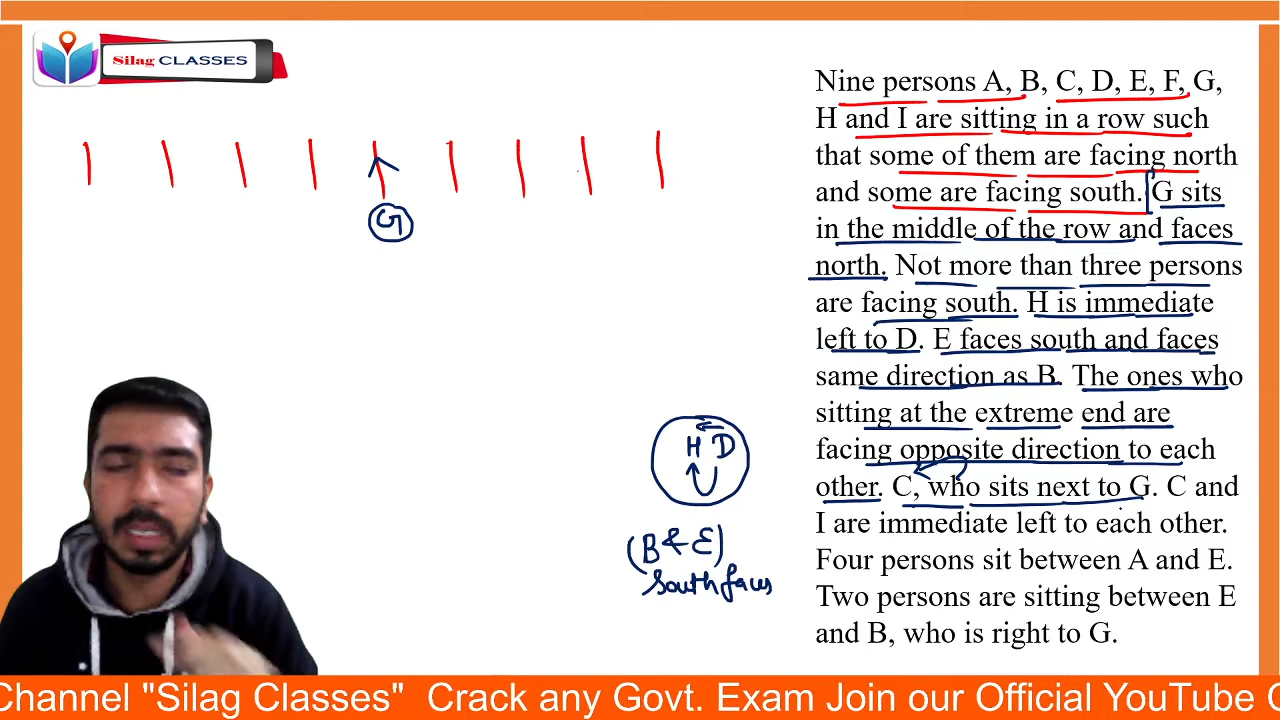 Silag CLASSES
Nine persons A, B, C, D, E, F, G,
H and I are sitting in a row such
that some of them are facing north
and some are facing south. G sits
in the middle of the row and faces
north. Not more than three persons
are facing south. H is immediate
left to D. E faces south and faces
same direction as B. The ones who
sitting at the extreme end are
facing opposite direction to each
other. C, who sits next to G. C and
I are immediate left to each other.
Four persons sit between A and E.
Two persons are sitting between E
and B, who is right to G.
G
H D
(B & E)
South faces
Channel "Silag Classes" Crack any Govt. Exam Join our Official YouTube C